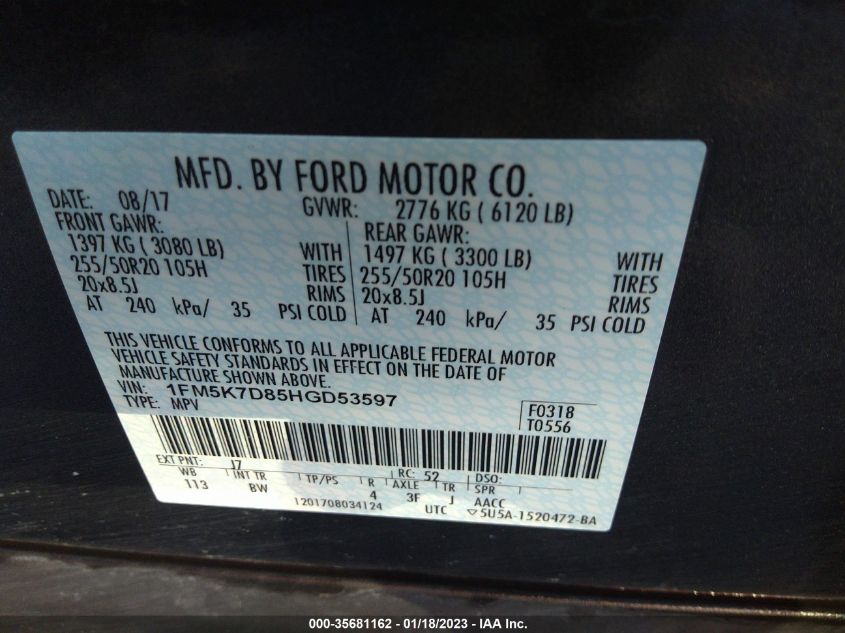 MFD. BY FORD MOTOR CO.
DATE: 08/17 GVWR: 2776 KG ( 6120 LB)
FRONT GAWR: REAR GAWR:
1397 KG ( 3080 LB) WITH 1497 KG ( 3300 LB) WITH
255/50R20 105H TIRES 255/50R20 105H TIRES
20x8.5J RIMS 20x8.5J RIMS
AT 240 kPa/ 35 PSI COLD AT 240 kPa/ 35 PSI COLD
THIS VEHICLE CONFORMS TO ALL APPLICABLE FEDERAL MOTOR
VEHICLE SAFETY STANDARDS IN EFFECT ON THE DATE OF
MANUFACTURE SHOWN ABOVE.
VIN: 1FM5K7D85HGD53597
TYPE: MPV
F0318
T0556
EXT PNT: J7 RC: 52 DSO:
WB INT TR TP/PS R AXLE TR SPR
113 BW 4 3F J AACC
1201708034124 UTC ▽5U5A-1520472-BA
000-35681162 - 01/18/2023 - IAA Inc.